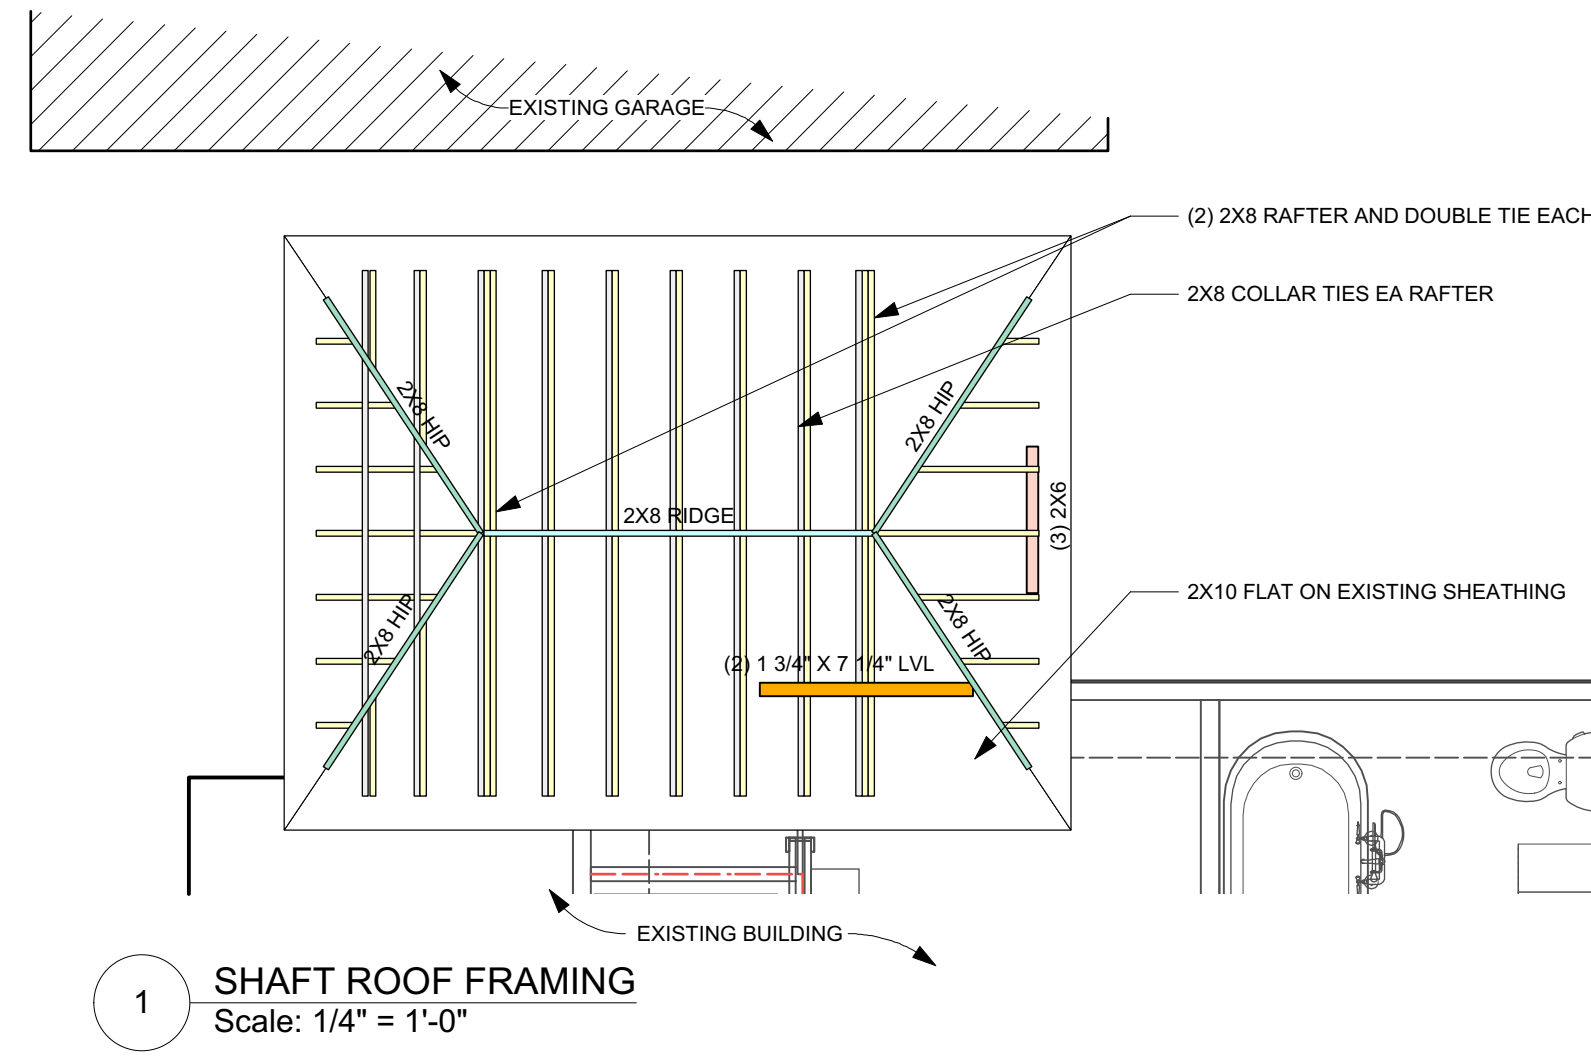 EXISTING GARAGE
(2) 2X8 RAFTER AND DOUBLE TIE EACH
2X8 COLLAR TIES EA RAFTER
2X8 HIP
2X8 HIP
2X8 RIDGE
(3) 2X6
2X8 HIP
2X8 HIP
2X10 FLAT ON EXISTING SHEATHING
(2) 1 3/4" X 7 1/4" LVL
EXISTING BUILDING
1
SHAFT ROOF FRAMING
Scale: 1/4" = 1'-0"